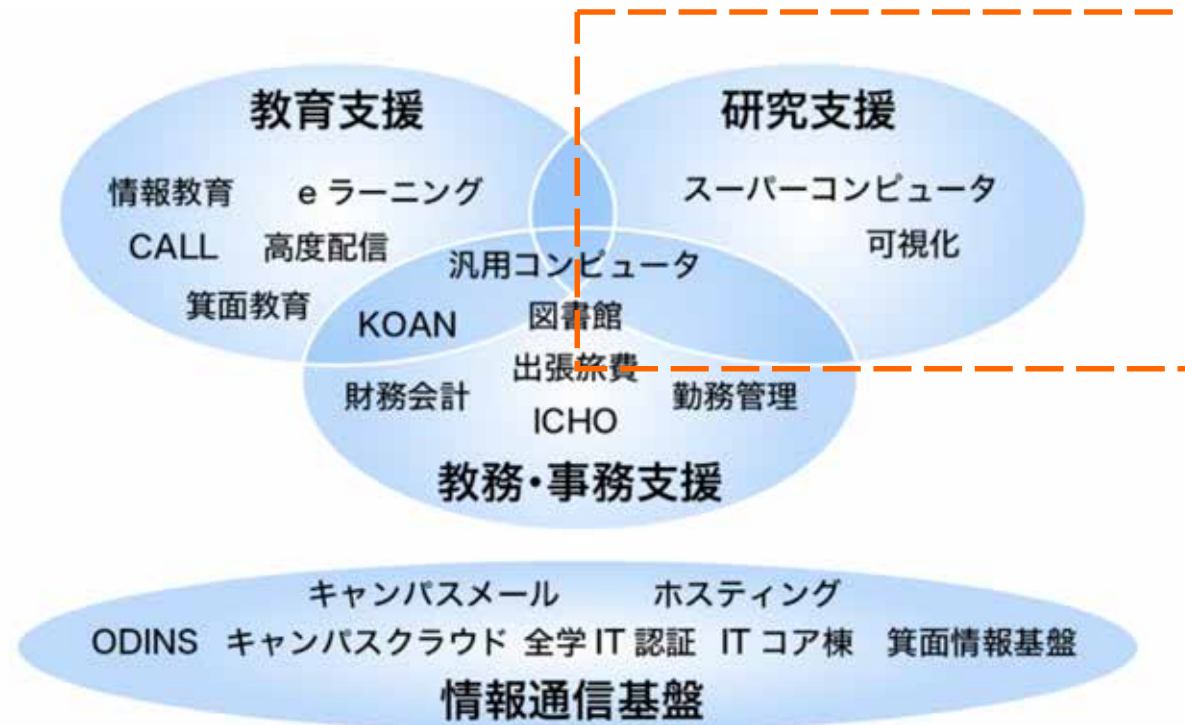 教育支援
研究支援
情報教育 e ラーニング
スーパーコンピュータ
CALL 高度配信
可視化
汎用コンピュータ
箕面教育
KOAN
図書館
出張旅費
財務会計
勤務管理
ICHO
教務・事務支援
キャンパスメール ホスティング
ODINS キャンパスクラウド 全学 IT 認証 IT コア棟 箕面情報基盤
情報通信基盤